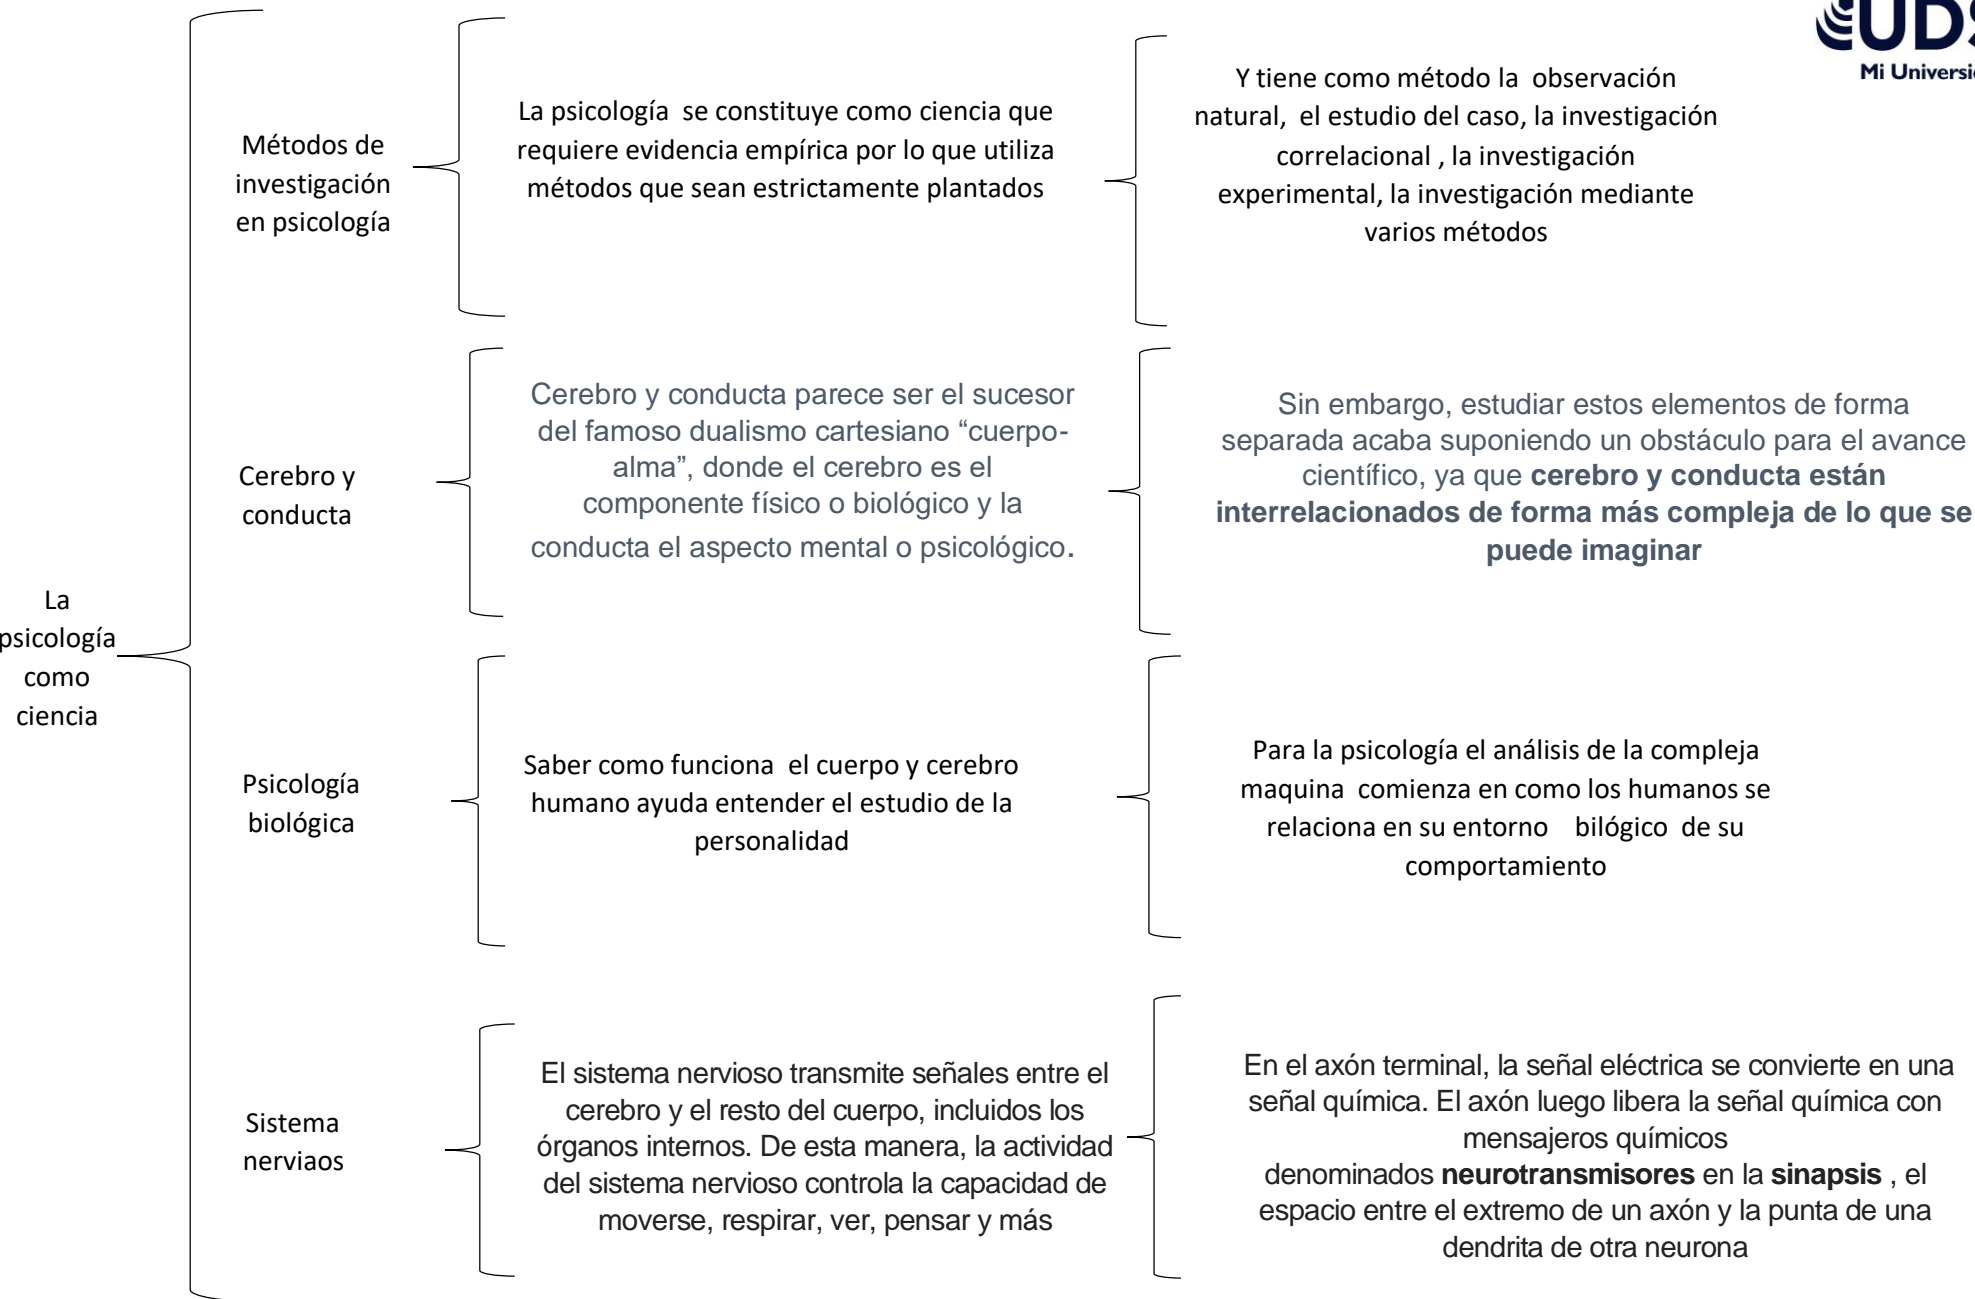 UDS
Mi Universi
La
psicología
como
ciencia
Métodos de
investigación
en psicología
La psicología se constituye como ciencia que
requiere evidencia empírica por lo que utiliza
métodos que sean estrictamente plantados
Y tiene como método la observación
natural, el estudio del caso, la investigación
correlacional , la investigación
experimental, la investigación mediante
varios métodos
Cerebro y
conducta
Cerebro y conducta parece ser el sucesor
del famoso dualismo cartesiano “cuerpo-
alma”, donde el cerebro es el
componente físico o biológico y la
conducta el aspecto mental o psicológico.
Sin embargo, estudiar estos elementos de forma
separada acaba suponiendo un obstáculo para el avance
científico, ya que cerebro y conducta están
interrelacionados de forma más compleja de lo que se
puede imaginar
Psicología
biológica
Saber como funciona el cuerpo y cerebro
humano ayuda entender el estudio de la
personalidad
Para la psicología el análisis de la compleja
maquina comienza en como los humanos se
relaciona en su entorno bilógico de su
comportamiento
Sistema
nerviaos
El sistema nervioso transmite señales entre el
cerebro y el resto del cuerpo, incluidos los
órganos internos. De esta manera, la actividad
del sistema nervioso controla la capacidad de
moverse, respirar, ver, pensar y más
En el axón terminal, la señal eléctrica se convierte en una
señal química. El axón luego libera la señal química con
mensajeros químicos
denominados neurotransmisores en la sinapsis , el
espacio entre el extremo de un axón y la punta de una
dendrita de otra neurona